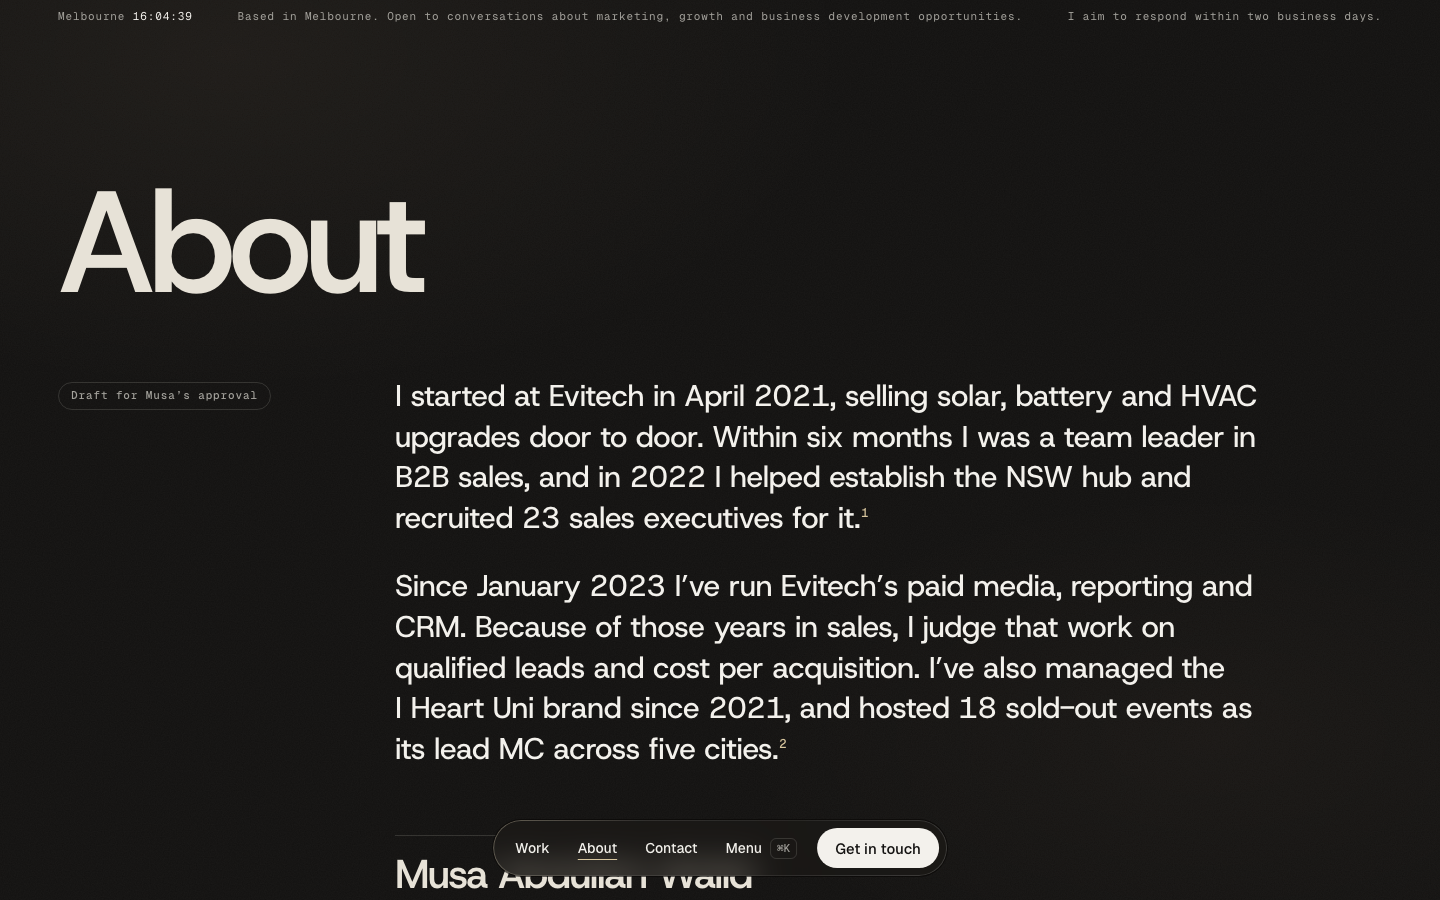 Melbourne 16:04:39
Based in Melbourne. Open to conversations about marketing, growth and business development opportunities.
I aim to respond within two business days.
About
Draft for Musa's approval
I started at Evitech in April 2021, selling solar, battery and HVAC
upgrades door to door. Within six months I was a team leader in
B2B sales, and in 2022 I helped establish the NSW hub and
recruited 23 sales executives for it.1
Since January 2023 I’ve run Evitech’s paid media, reporting and
CRM. Because of those years in sales, I judge that work on
qualified leads and cost per acquisition. I’ve also managed the
I Heart Uni brand since 2021, and hosted 18 sold-out events as
its lead MC across five cities.2
Musa Abdullah Walid
Work
About
Contact
Menu ⌘K
Get in touch